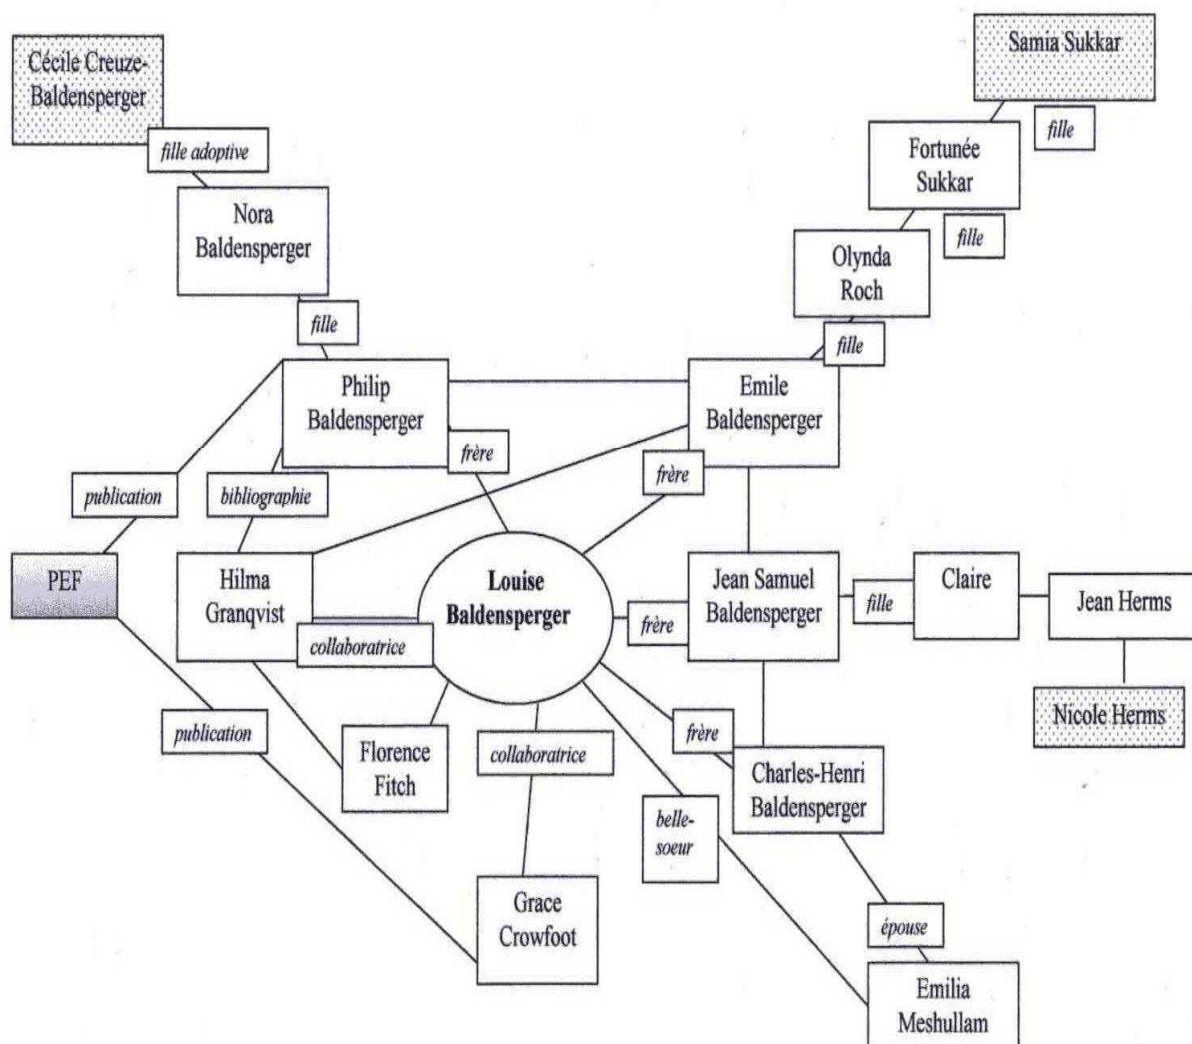 Samia Sukkar
Cécile Creuze-
Baldensperger
fille
fille adoptive
Fortunée
Sukkar
Nora
Baldensperger
fille
Olynda
Roch
fille
fille
Philip
Baldensperger
Emile
Baldensperger
frère
frère
publication
bibliographie
PEF
Hilma
Granqvist
Louise
Baldensperger
Jean Samuel
Baldensperger
Claire
Jean Herms
fille
frère
collaboratrice
Nicole Herms
publication
Florence
Fitch
collaboratrice
frère
Charles-Henri
Baldensperger
belle-
soeur
Grace
Crowfoot
épouse
Emilia
Meshullam